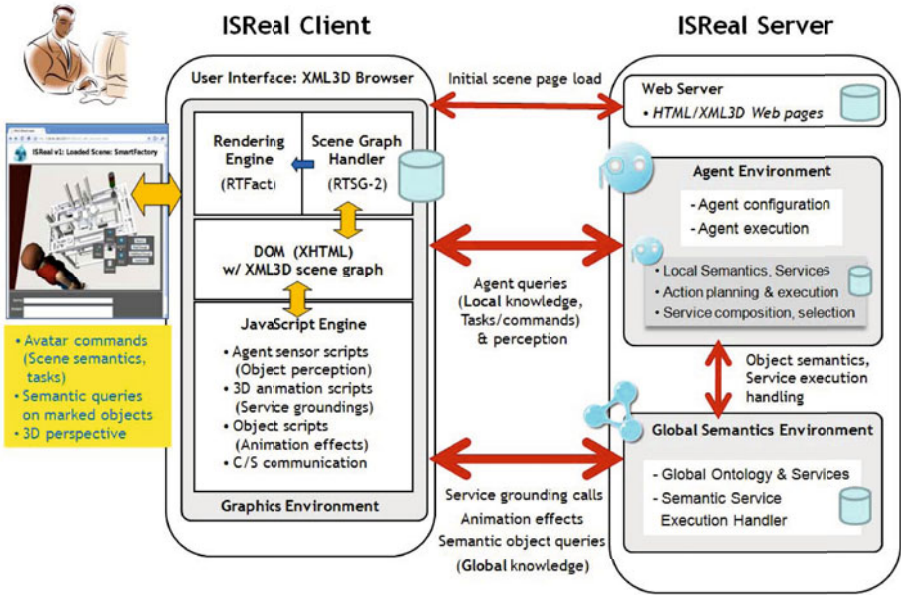 ISReal Client
ISReal Server
User Interface: XML3D Browser
Rendering
Engine
(RTFact)
Scene Graph
Handler
(RTSG-2)
DOM (XHTML)
w/ XML3D scene graph
JavaScript Engine
• Agent sensor scripts
(Object perception)
• 3D animation scripts
(Service groundings)
• Object scripts
(Animation effects)
• C/S communication
Graphics Environment
ISReal v1: Loaded Scene: SmartFactory
• Avatar commands
(Scene semantics,
tasks)
• Semantic queries
on marked objects
• 3D perspective
Initial scene page load
Agent queries
(Local knowledge,
Tasks/commands)
& perception
Service grounding calls
Animation effects
Semantic object queries
(Global knowledge)
Web Server
• HTML/XML3D Web pages
Agent Environment
- Agent configuration
- Agent execution
• Local Semantics, Services
• Action planning & execution
• Service composition, selection
Object semantics,
Service execution
handling
Global Semantics Environment
- Global Ontology & Services
- Semantic Service
Execution Handler